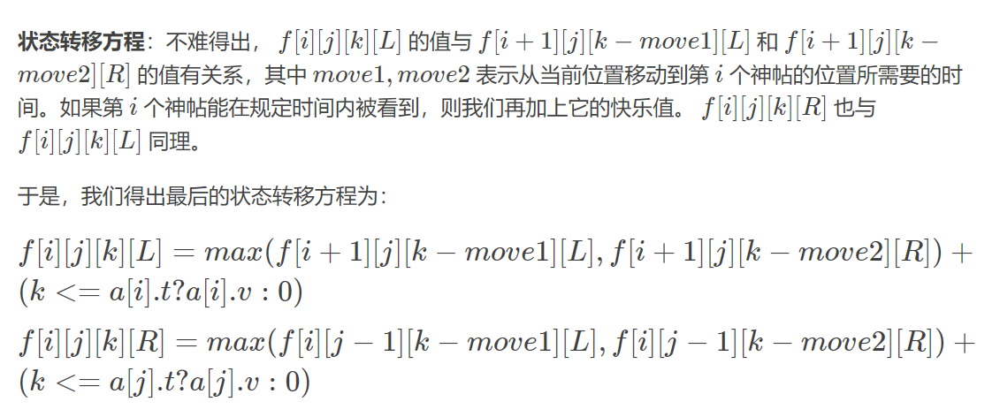 状态转移方程：不难得出， f[i][j][k][L] 的值与 f[i + 1][j][k − move1][L] 和 f[i + 1][j][k −
move2][R] 的值有关系，其中 move1, move2 表示从当前位置移动到第 i 个神帖的位置所需要的时
间。如果第 i 个神帖能在规定时间内被看到，则我们再加上它的快乐值。 f[i][j][k][R] 也与
f[i][j][k][L] 同理。
于是，我们得出最后的状态转移方程为：
f[i][j][k][L] = max(f[i + 1][j][k − move1][L], f[i + 1][j][k − move2][R]) +
(k <= a[i].t?a[i].v : 0)
f[i][j][k][R] = max(f[i][j − 1][k − move1][L], f[i][j − 1][k − move2][R]) +
(k <= a[j].t?a[j].v : 0)